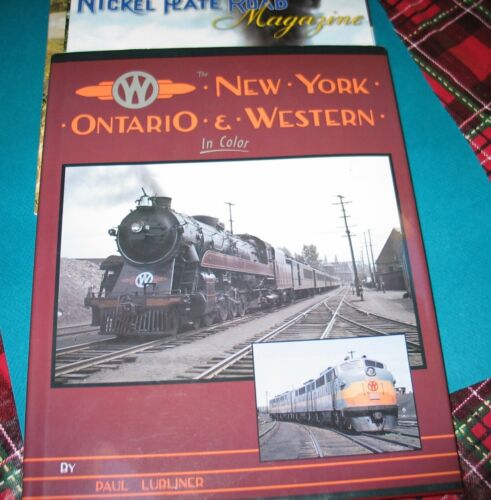 NICKEL PLATE ROAD
Magazine
W
The NEW · YORK ·
· ONTARIO · & · WESTERN ·
In Color
W
W
BY
PAUL LUBLINER